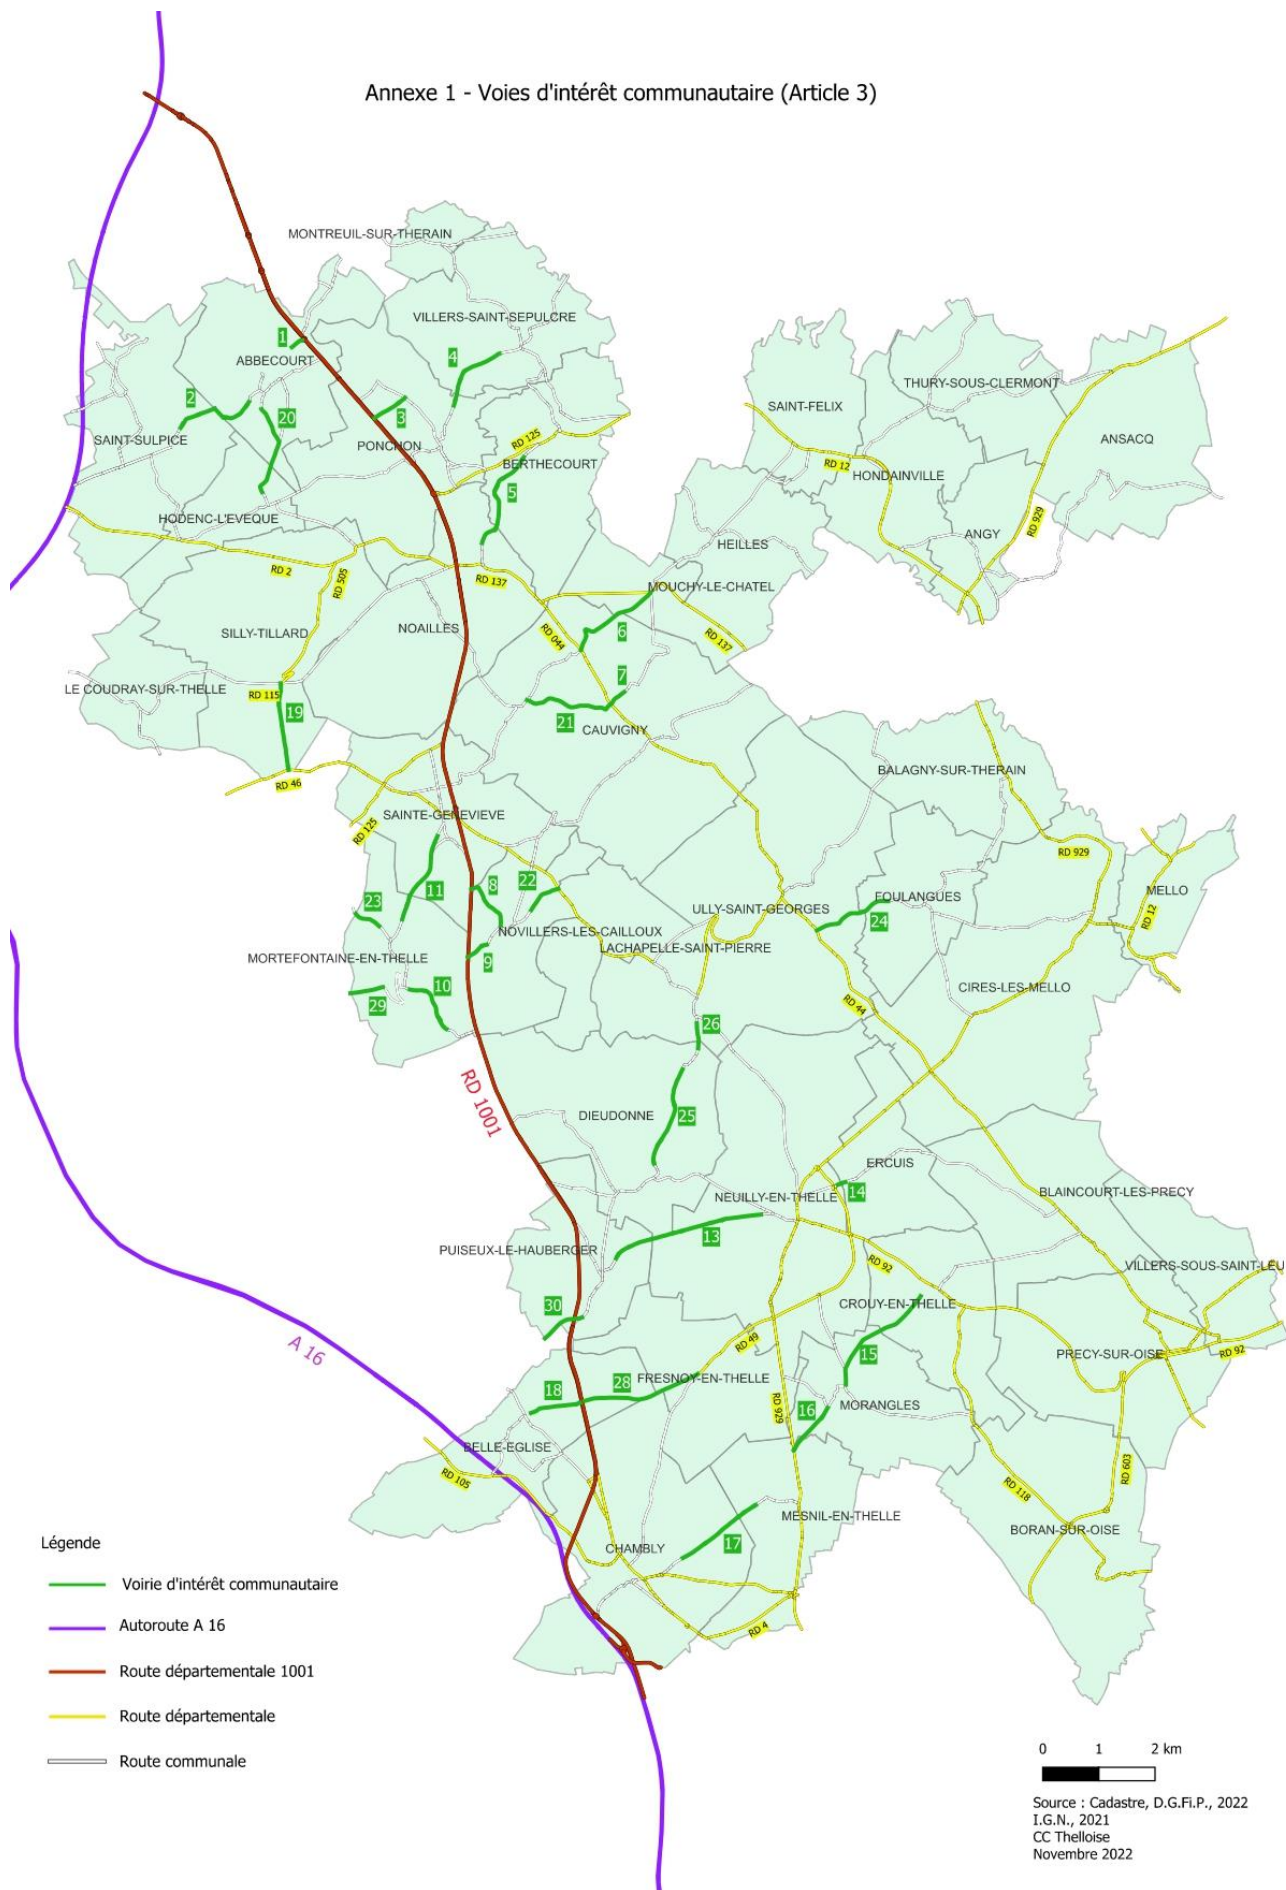 Annexe 1 - Voies d'intérêt communautaire (Article 3)
MONTREUIL-SUR-THERAIN
VILLERS-SAINT-SEPULCRE
1
ABBECOURT
4
THURY-SOUS-CLERMONT
2
20
3
SAINT-FELIX
SAINT-SULPICE
PONCHON
RD 125
ANSACQ
BERTHECOURT
RD 12
HONDAINVILLE
5
HODENC-L'EVEQUE
RD 929
ANGY
HEILLES
RD 2
RD 505
RD 137
MOUCHY-LE-CHATEL
SILLY-TILLARD
NOAILLES
RD 044
6
RD 137
LE COUDRAY-SUR-THELLE
RD 115
7
19
21
CAUVIGNY
BALAGNY-SUR-THERAIN
RD 46
SAINTE-GENEVIEVE
RD 125
RD 929
11
8
22
MELLO
23
FOULANGUES
ULLY-SAINT-GEORGES
RD 12
24
NOVILLERS-LES-CAILLOUX
LACHAPELLE-SAINT-PIERRE
MORTEFONTAINE-EN-THELLE
9
10
29
CIRES-LES-MELLO
RD 44
26
RD 1001
DIEUDONNE
25
ERCUIS
14
NEUILLY-EN-THELLE
BLAINCOURT-LES-PRECY
13
PUISEUX-LE-HAUBERGER
RD 92
VILLERS-SOUS-SAINT-LEU
30
CROUY-EN-THELLE
A 16
RD 49
15
PRECY-SUR-OISE
RD 92
28
FRESNOY-EN-THELLE
18
RD 929
16
MORANGLES
BELLE-EGLISE
RD 105
RD 603
RD 118
MESNIL-EN-THELLE
BORAN-SUR-OISE
17
CHAMBLY
RD 4
Légende
Voirie d'intérêt communautaire
Autoroute A 16
Route départementale 1001
Route départementale
Route communale
0 1 2 km
Source : Cadastre, D.G.Fi.P., 2022
I.G.N., 2021
CC Thelloise
Novembre 2022